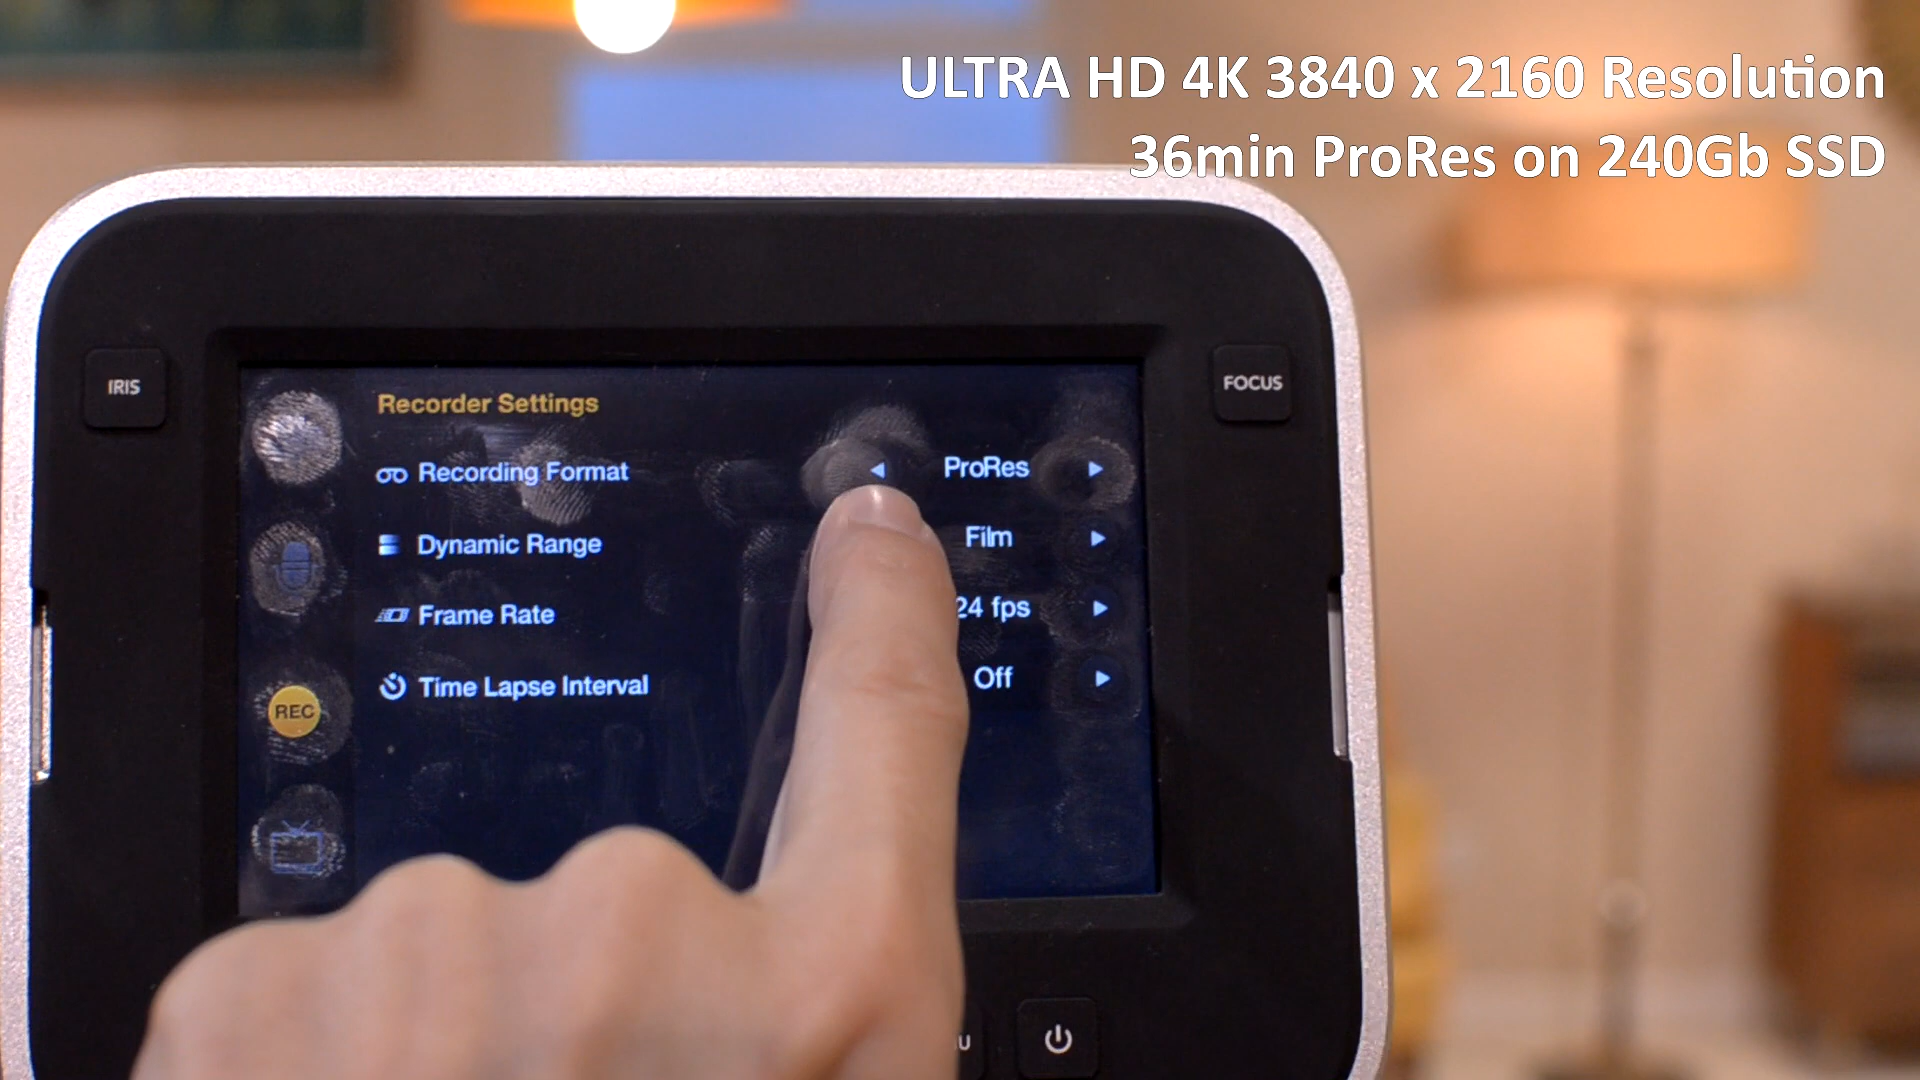 ULTRA HD 4K 3840 x 2160 Resolution
36min ProRes on 240Gb SSD
IRIS
FOCUS
Recorder Settings
Recording Format ProRes
Dynamic Range Film
Frame Rate 24 fps
Time Lapse Interval Off
REC